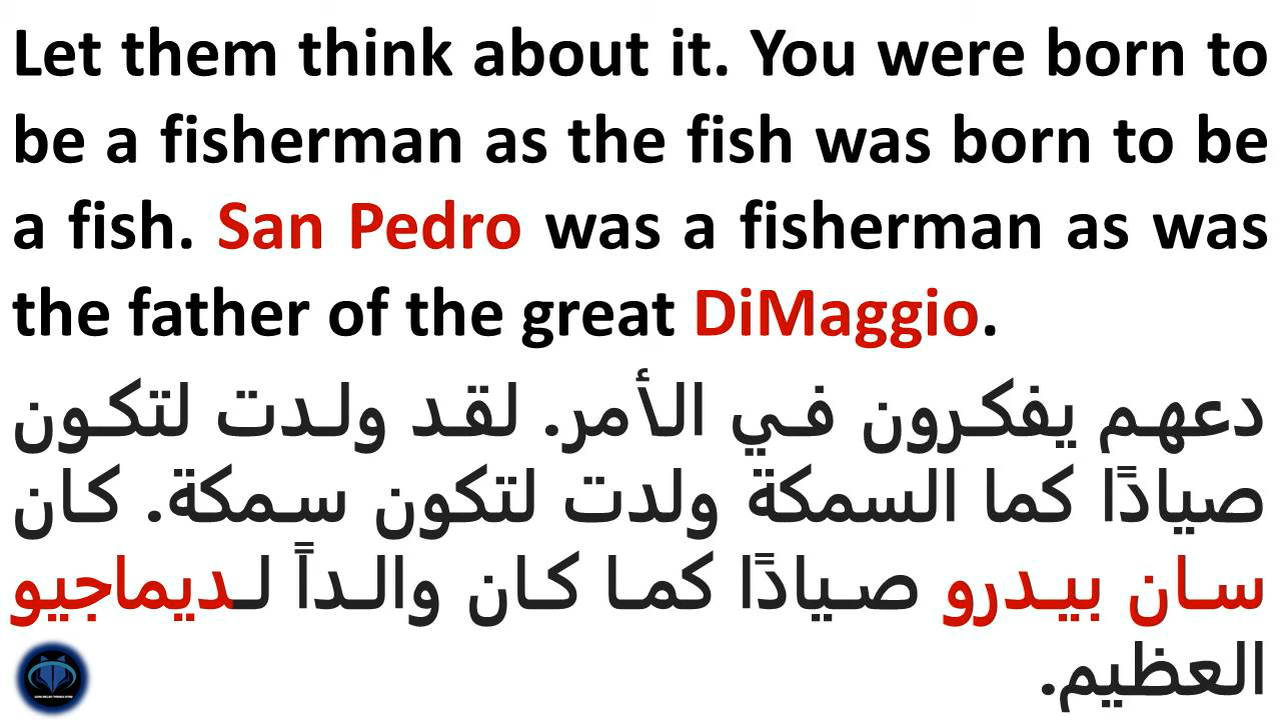 Let them think about it. You were born to
be a fisherman as the fish was born to be
a fish. San Pedro was a fisherman as was
the father of the great DiMaggio.
دعهم يفكرون في الأمر. لقد ولدت لتكون
صيادًا كما السمكة ولدت لتكون سمكة. كان
سان بيدرو صيادًا كما كان والداً لديماجيو
العظيم.